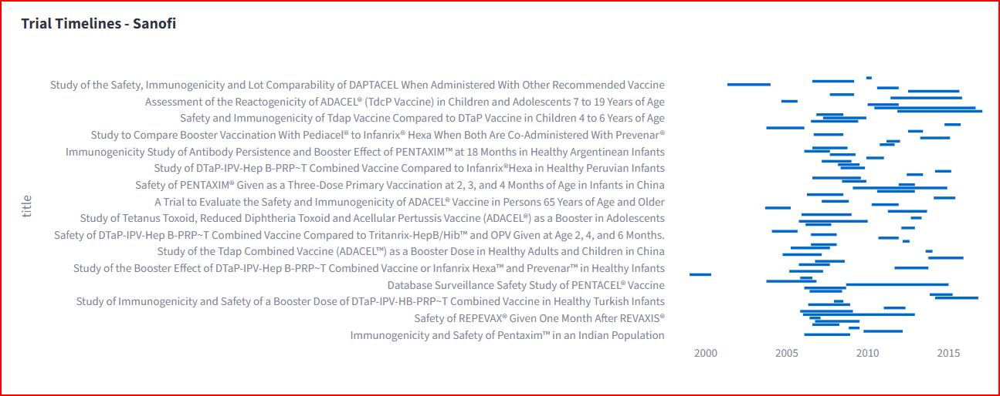 Trial Timelines - Sanofi
Study of the Safety, Immunogenicity and Lot Comparability of DAPTACEL When Administered With Other Recommended Vaccine
Assessment of the Reactogenicity of ADACEL® (TdcP Vaccine) in Children and Adolescents 7 to 19 Years of Age
Safety and Immunogenicity of Tdap Vaccine Compared to DTaP Vaccine in Children 4 to 6 Years of Age
Study to Compare Booster Vaccination With Pediacel® to Infanrix® Hexa When Both Are Co-Administered With Prevenar®
Immunogenicity Study of Antibody Persistence and Booster Effect of PENTAXIM™ at 18 Months in Healthy Argentinean Infants
Study of DTaP-IPV-Hep B-PRP~T Combined Vaccine Compared to Infanrix®Hexa in Healthy Peruvian Infants
Safety of PENTAXIM® Given as a Three-Dose Primary Vaccination at 2, 3, and 4 Months of Age in Infants in China
A Trial to Evaluate the Safety and Immunogenicity of ADACEL® Vaccine in Persons 65 Years of Age and Older
title
Study of Tetanus Toxoid, Reduced Diphtheria Toxoid and Acellular Pertussis Vaccine (ADACEL®) as a Booster in Adolescents
Safety of DTaP-IPV-Hep B-PRP~T Combined Vaccine Compared to Tritanrix-HepB/Hib™ and OPV Given at Age 2, 4, and 6 Months.
Study of the Tdap Combined Vaccine (ADACEL™) as a Booster Dose in Healthy Adults and Children in China
Study of the Booster Effect of DTaP-IPV-Hep B-PRP~T Combined Vaccine or Infanrix Hexa™ and Prevenar™ in Healthy Infants
Database Surveillance Safety Study of PENTACEL® Vaccine
Study of Immunogenicity and Safety of a Booster Dose of DTaP-IPV-HB-PRP~T Combined Vaccine in Healthy Turkish Infants
Safety of REPEVAX® Given One Month After REVAXIS®
Immunogenicity and Safety of Pentaxim™ in an Indian Population
2000 2005 2010 2015